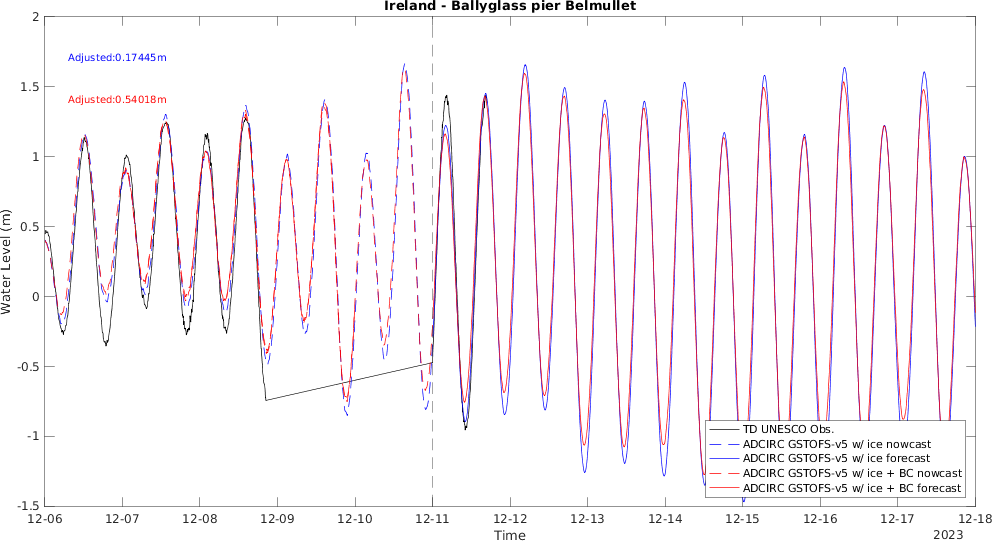 Ireland - Ballyglass pier Belmullet
Adjusted:0.17445m
Adjusted:0.54018m
Water Level (m)
2
1.5
1
0.5
0
-0.5
-1
-1.5
TD UNESCO Obs.
ADCIRC GSTOFS-v5 w/ ice nowcast
ADCIRC GSTOFS-v5 w/ ice forecast
ADCIRC GSTOFS-v5 w/ ice + BC nowcast
ADCIRC GSTOFS-v5 w/ ice + BC forecast
12-06 12-07 12-08 12-09 12-10 12-11 12-12 12-13 12-14 12-15 12-16 12-17 12-18
Time
2023